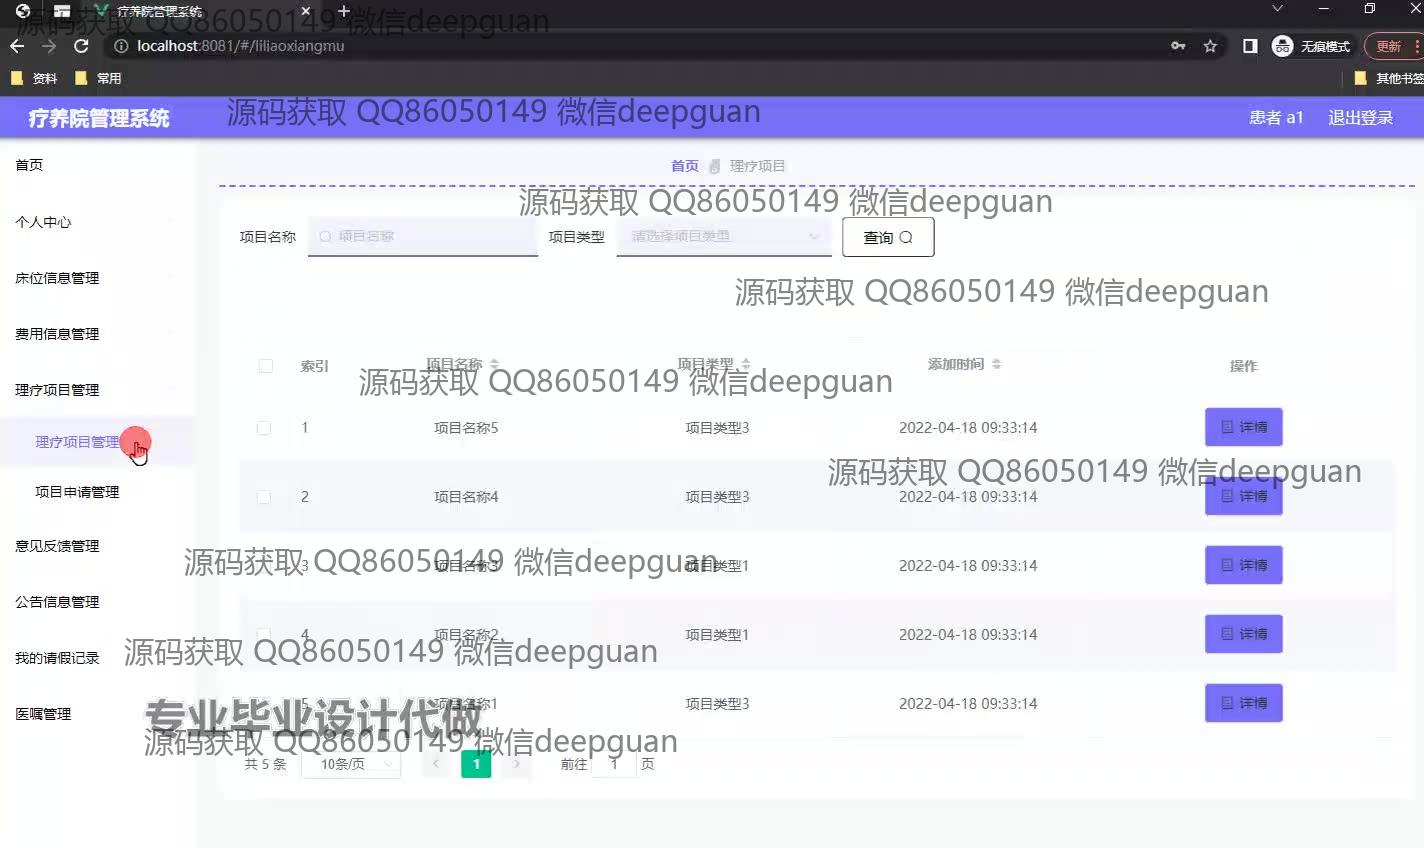 疗养院管理系统
源码获取 QQ86050149 微信deepguan
localhost:8081/#/liliaoxiangmu
无痕模式
更新
资料
常用
其他书签
疗养院管理系统
源码获取 QQ86050149 微信deepguan
患者 a1
退出登录
首页
首页 理疗项目
源码获取 QQ86050149 微信deepguan
个人中心
项目名称 项目名称 项目类型 请选择项目类型 查询
床位信息管理
源码获取 QQ86050149 微信deepguan
费用信息管理
索引 项目名称 项目类型 添加时间 操作
源码获取 QQ86050149 微信deepguan
理疗项目管理
1 项目名称5 项目类型3 2022-04-18 09:33:14 详情
理疗项目管理
源码获取 QQ86050149 微信deepguan
项目申请管理
2 项目名称4 项目类型3 2022-04-18 09:33:14 详情
意见反馈管理
源码获取 QQ86050149 微信deepguan
3 项目名称3 项目类型1 2022-04-18 09:33:14 详情
公告信息管理
4 项目名称2 项目类型1 2022-04-18 09:33:14 详情
我的请假记录
源码获取 QQ86050149 微信deepguan
5 项目名称1 项目类型3 2022-04-18 09:33:14 详情
医嘱管理
专业毕业设计代做
源码获取 QQ86050149 微信deepguan
共 5 条 10条/页 1 前往 1 页